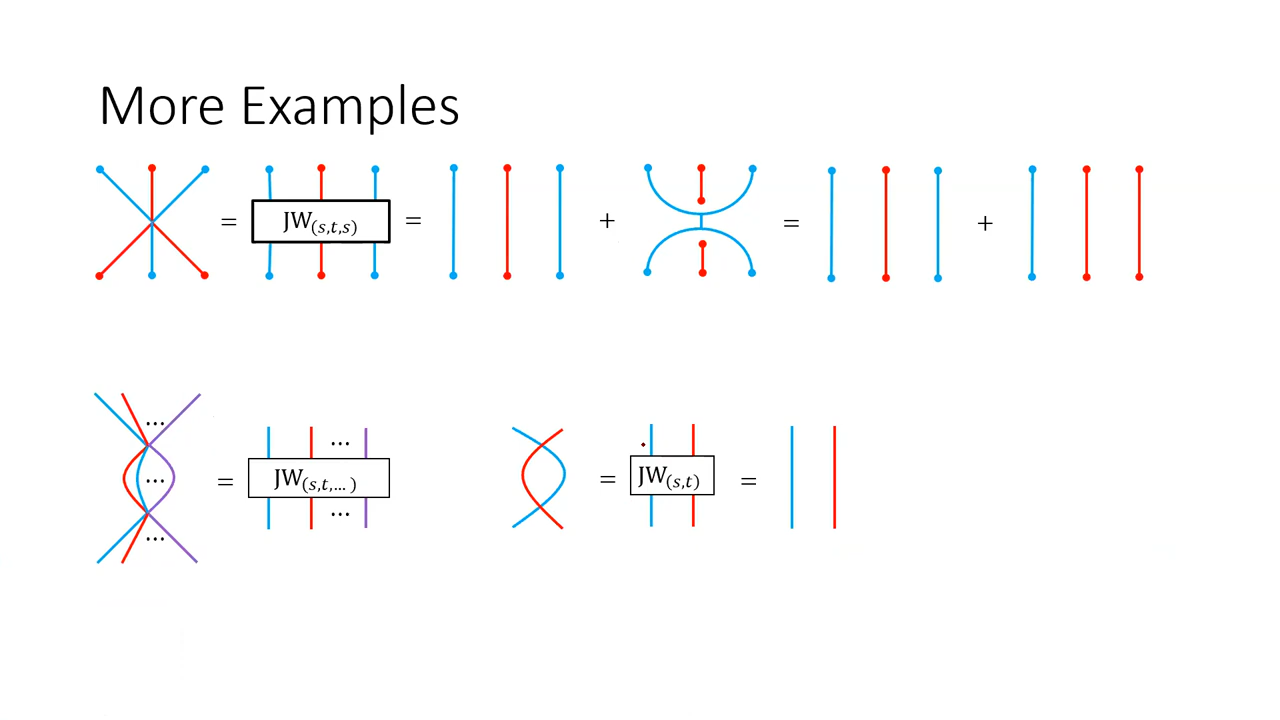 More Examples
= JW(s,t,s) = + = +
...
... = JW(s,t,...) ... = JW(s,t) =
... ...